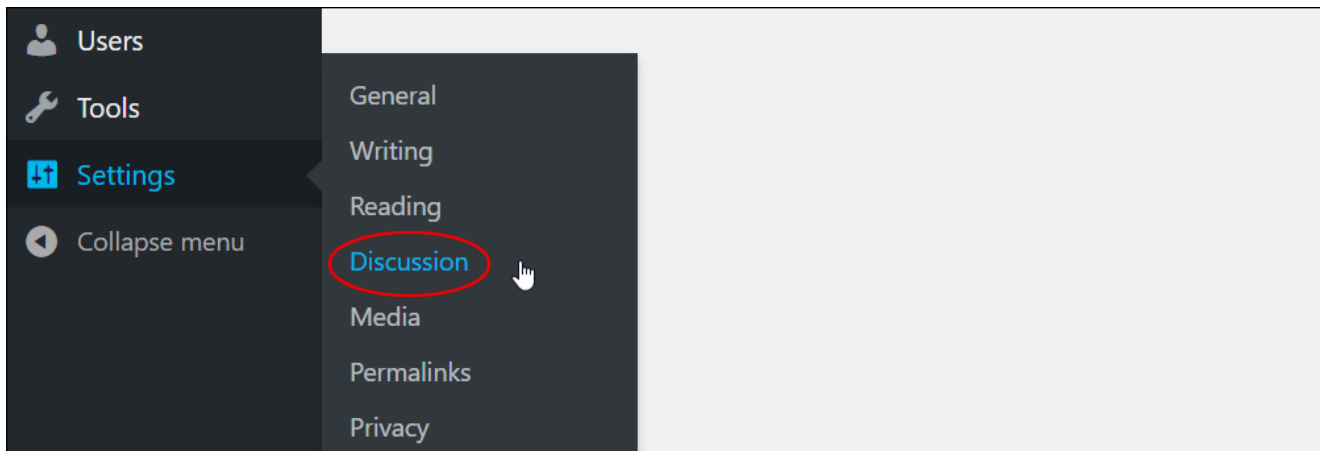 Users
Tools
Settings
Collapse menu
General
Writing
Reading
Discussion
Media
Permalinks
Privacy